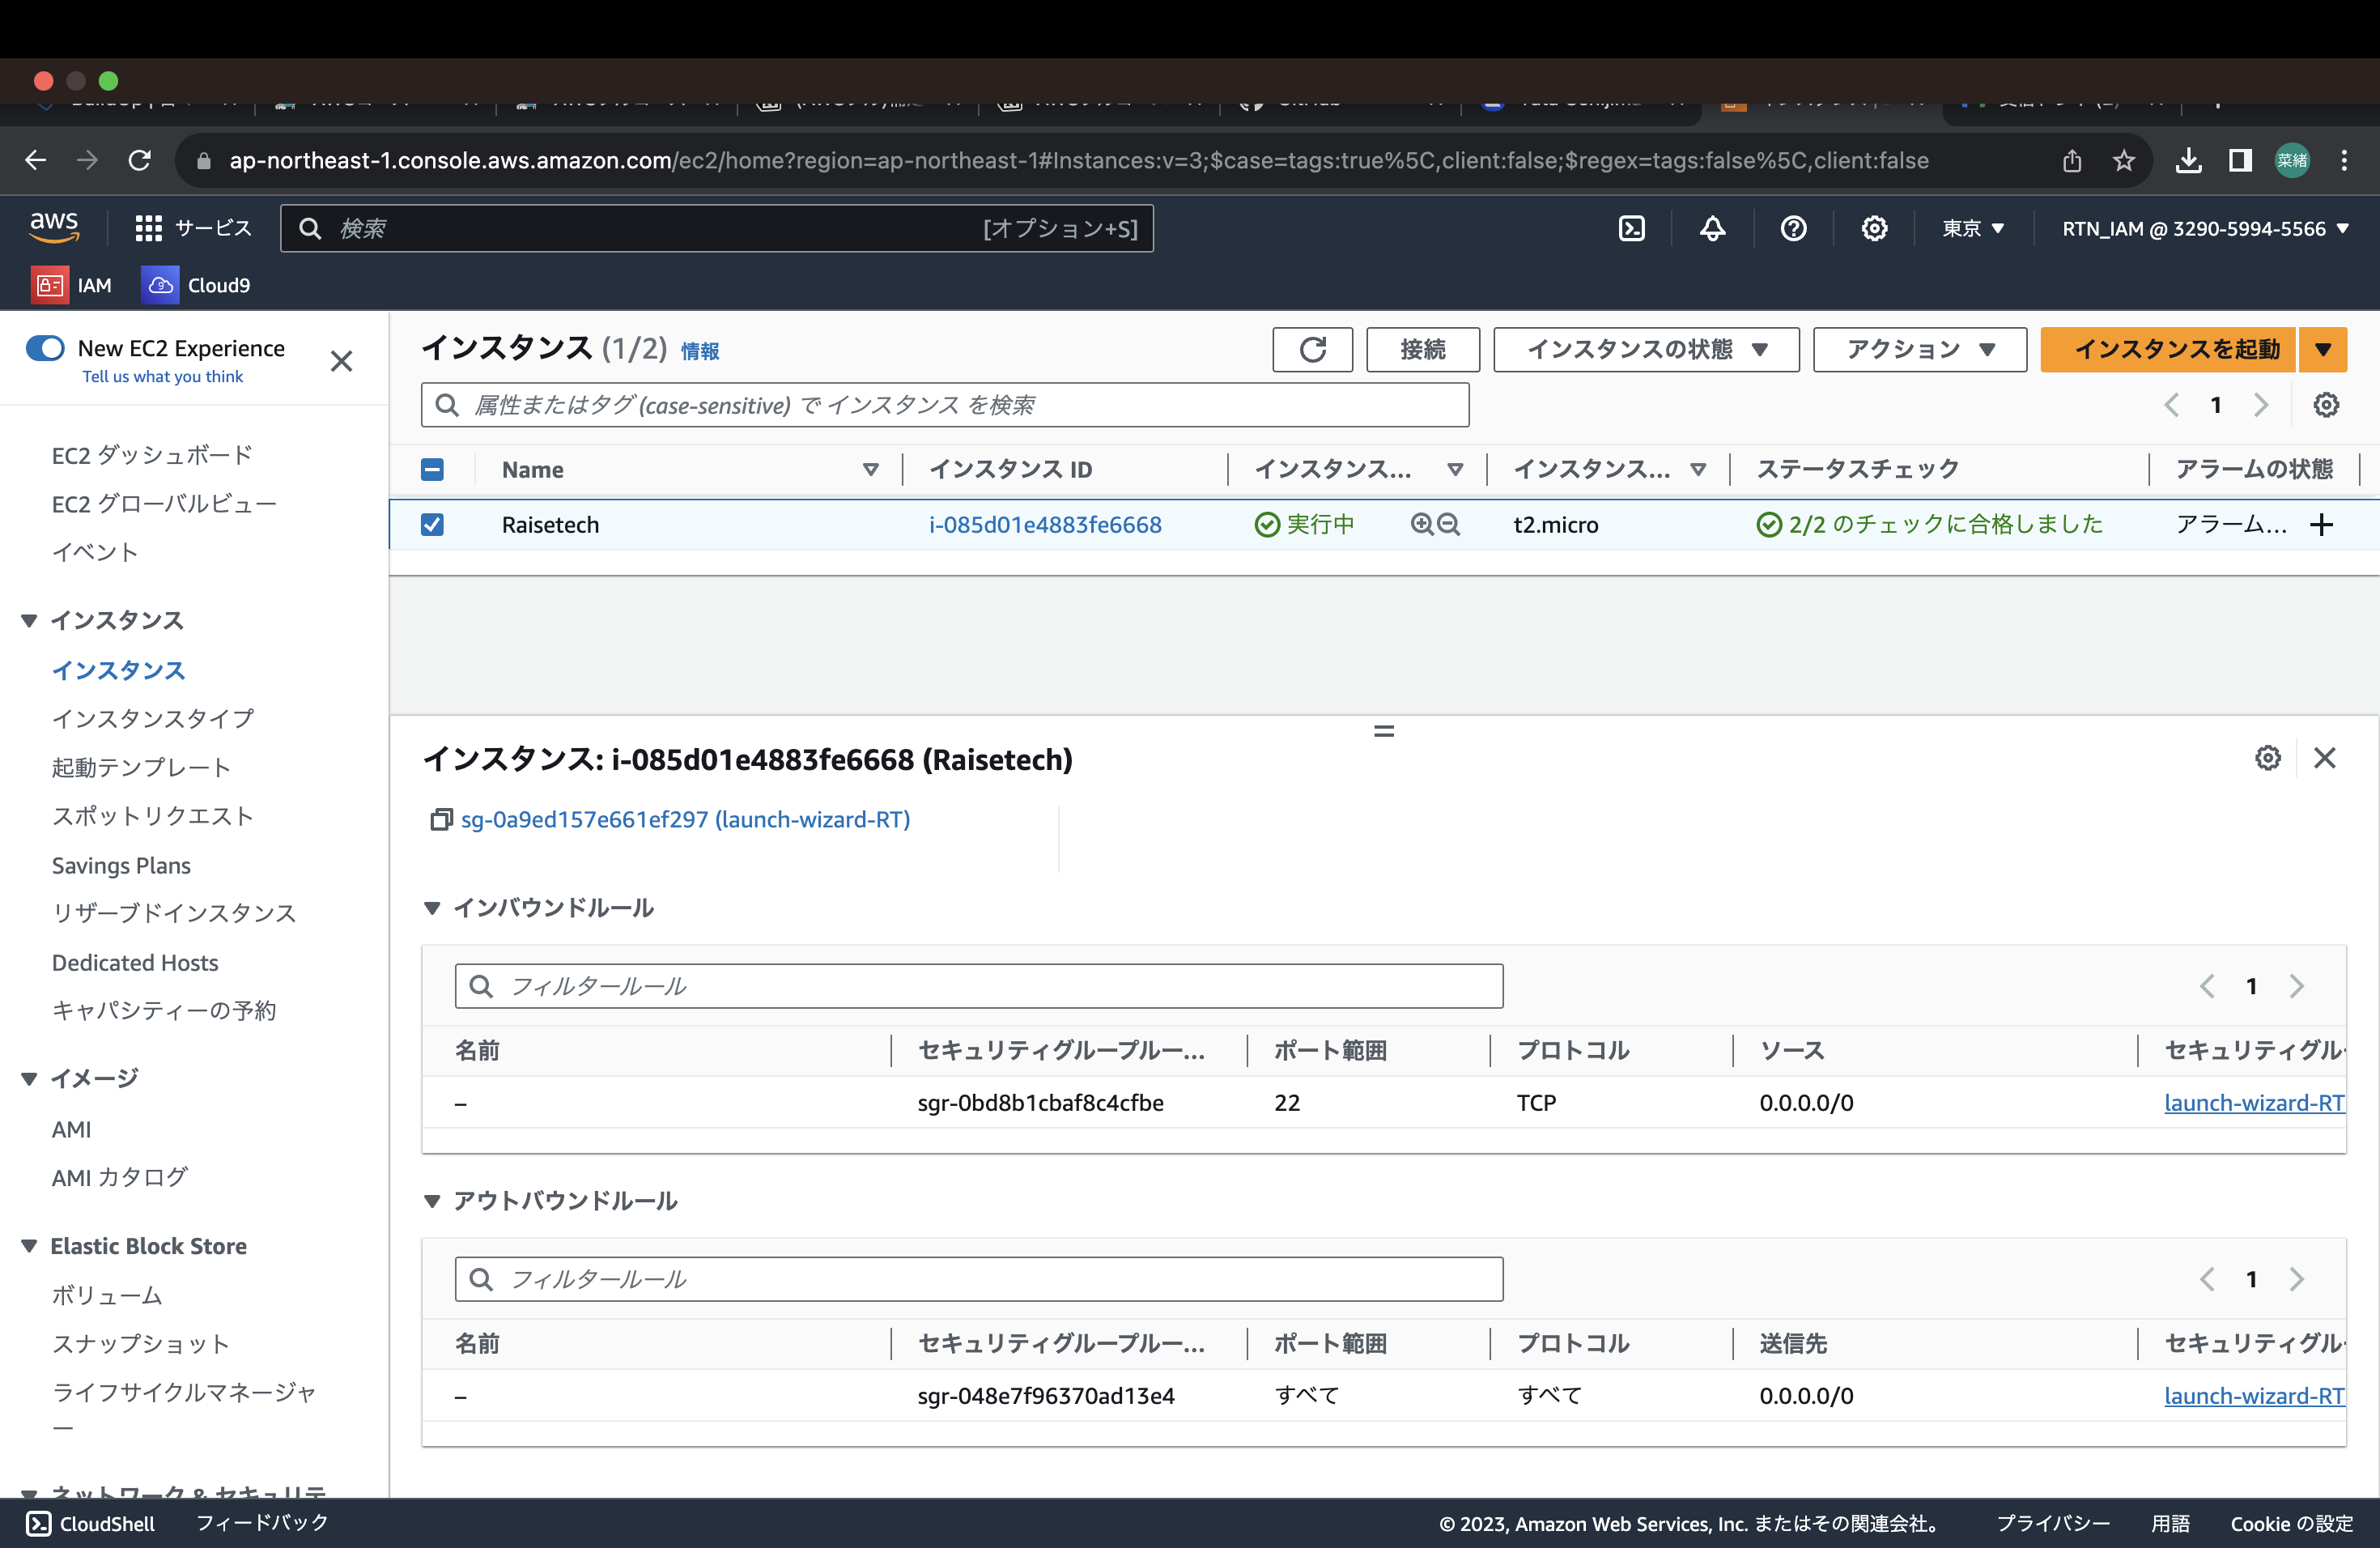 ap-northeast-1.console.aws.amazon.com/ec2/home?region=ap-northeast-1#Instances:v=3;$case=tags:true%5C,client:false;$regex=tags:false%5C,client:false
菜緒
aws
サービス
検索
[オプション+S]
東京
RTN_IAM @ 3290-5994-5566
IAM
Cloud9
New EC2 Experience
Tell us what you think
EC2 ダッシュボード
EC2 グローバルビュー
イベント
インスタンス
インスタンス
インスタンスタイプ
起動テンプレート
スポットリクエスト
Savings Plans
リザーブドインスタンス
Dedicated Hosts
キャパシティーの予約
イメージ
AMI
AMI カタログ
Elastic Block Store
ボリューム
スナップショット
ライフサイクルマネージャ
ー
ネットワーク & セキュリテ
インスタンス (1/2) 情報
接続
インスタンスの状態
アクション
インスタンスを起動
属性またはタグ (case-sensitive) で インスタンス を検索
1
Name インスタンス ID インスタンス... インスタンス... ステータスチェック アラームの状態
Raisetech i-085d01e4883fe6668 実行中 t2.micro 2/2 のチェックに合格しました アラーム... +
インスタンス: i-085d01e4883fe6668 (Raisetech)
sg-0a9ed157e661ef297 (launch-wizard-RT)
インバウンドルール
フィルタールール
1
名前 セキュリティグループルー... ポート範囲 プロトコル ソース セキュリティグル
– sgr-0bd8b1cbaf8c4cfbe 22 TCP 0.0.0.0/0 launch-wizard-RT
アウトバウンドルール
フィルタールール
1
名前 セキュリティグループルー... ポート範囲 プロトコル 送信先 セキュリティグル
– sgr-048e7f96370ad13e4 すべて すべて 0.0.0.0/0 launch-wizard-RT
CloudShell
フィードバック
© 2023, Amazon Web Services, Inc. またはその関連会社。
プライバシー
用語
Cookie の設定